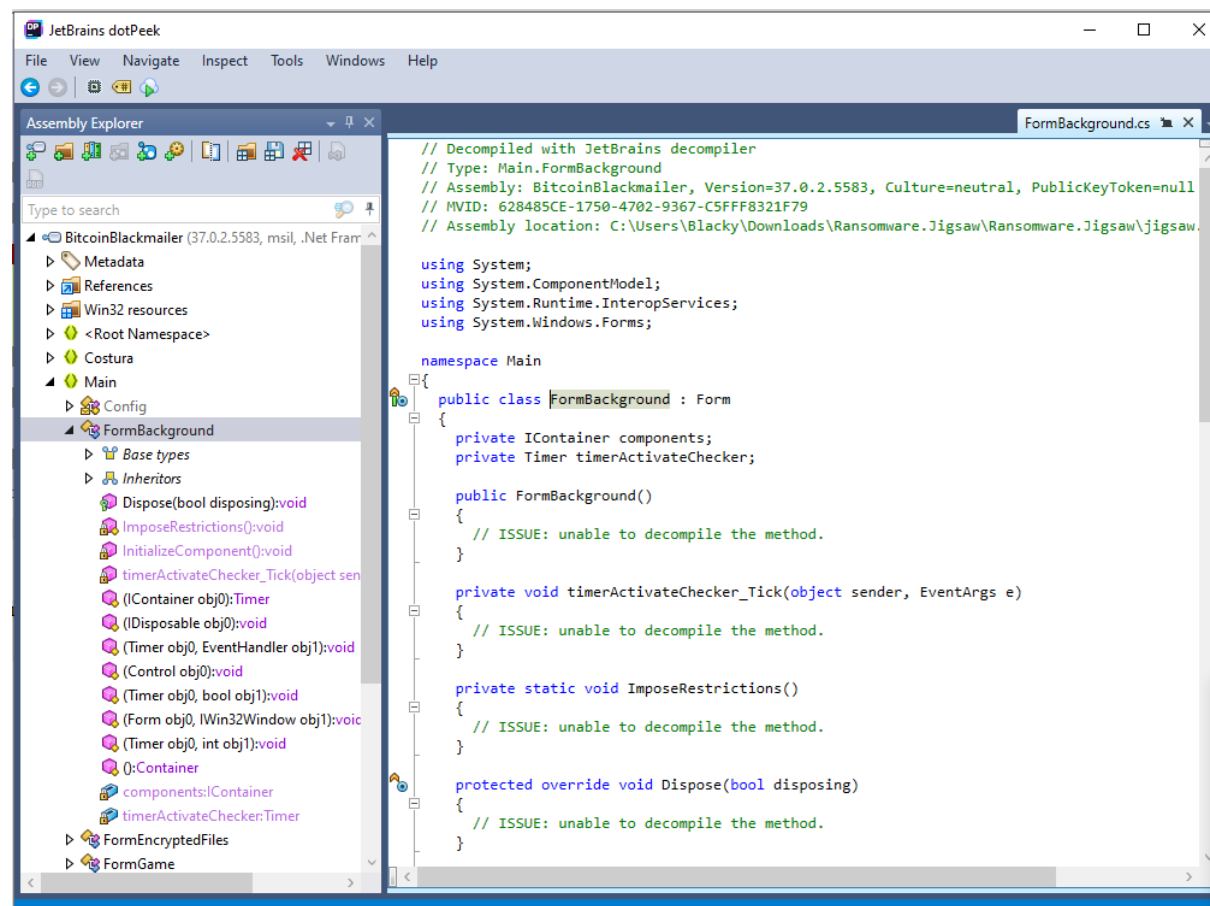 JetBrains dotPeek
File View Navigate Inspect Tools Windows Help
Assembly Explorer
FormBackground.cs
Type to search
BitcoinBlackmailer (37.0.2.5583, msil, .Net Fram
Metadata
References
Win32 resources
<Root Namespace>
Costura
Main
Config
FormBackground
Base types
Inheritors
Dispose(bool disposing):void
ImposeRestrictions():void
InitializeComponent():void
timerActivateChecker_Tick(object sen
(IContainer obj0):Timer
(IDisposable obj0):void
(Timer obj0, EventHandler obj1):void
(Control obj0):void
(Timer obj0, bool obj1):void
(Form obj0, IWin32Window obj1):voic
(Timer obj0, int obj1):void
():Container
components:IContainer
timerActivateChecker:Timer
FormEncryptedFiles
FormGame
// Decompiled with JetBrains decompiler
// Type: Main.FormBackground
// Assembly: BitcoinBlackmailer, Version=37.0.2.5583, Culture=neutral, PublicKeyToken=null
// MVID: 628485CE-1750-4702-9367-C5FFF8321F79
// Assembly location: C:\Users\Blacky\Downloads\Ransomware.Jigsaw\Ransomware.Jigsaw\jigsaw.
using System;
using System.ComponentModel;
using System.Runtime.InteropServices;
using System.Windows.Forms;
namespace Main
{
public class FormBackground : Form
{
private IContainer components;
private Timer timerActivateChecker;
public FormBackground()
{
// ISSUE: unable to decompile the method.
}
private void timerActivateChecker_Tick(object sender, EventArgs e)
{
// ISSUE: unable to decompile the method.
}
private static void ImposeRestrictions()
{
// ISSUE: unable to decompile the method.
}
protected override void Dispose(bool disposing)
{
// ISSUE: unable to decompile the method.
}